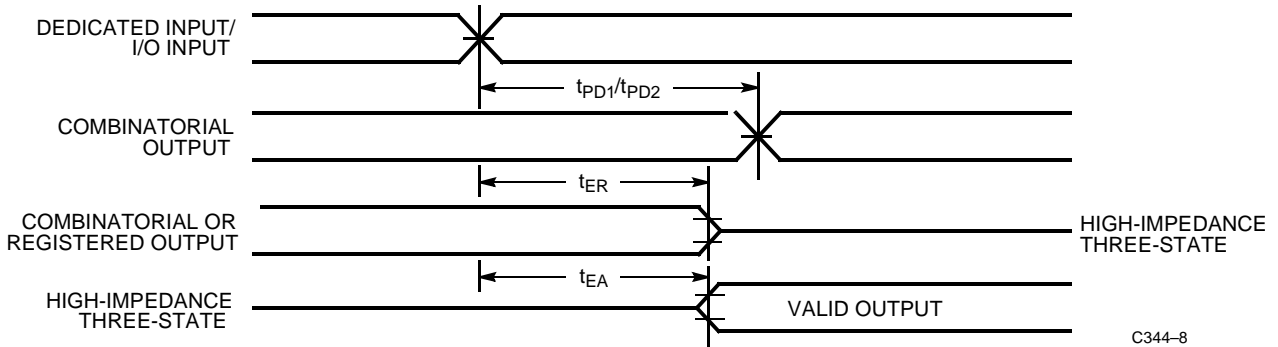 DEDICATED INPUT/
I/O INPUT
tPD1/tPD2
COMBINATORIAL
OUTPUT
tER
COMBINATORIAL OR
REGISTERED OUTPUT
HIGH-IMPEDANCE
THREE-STATE
tEA
HIGH-IMPEDANCE
THREE-STATE
VALID OUTPUT
C344–8